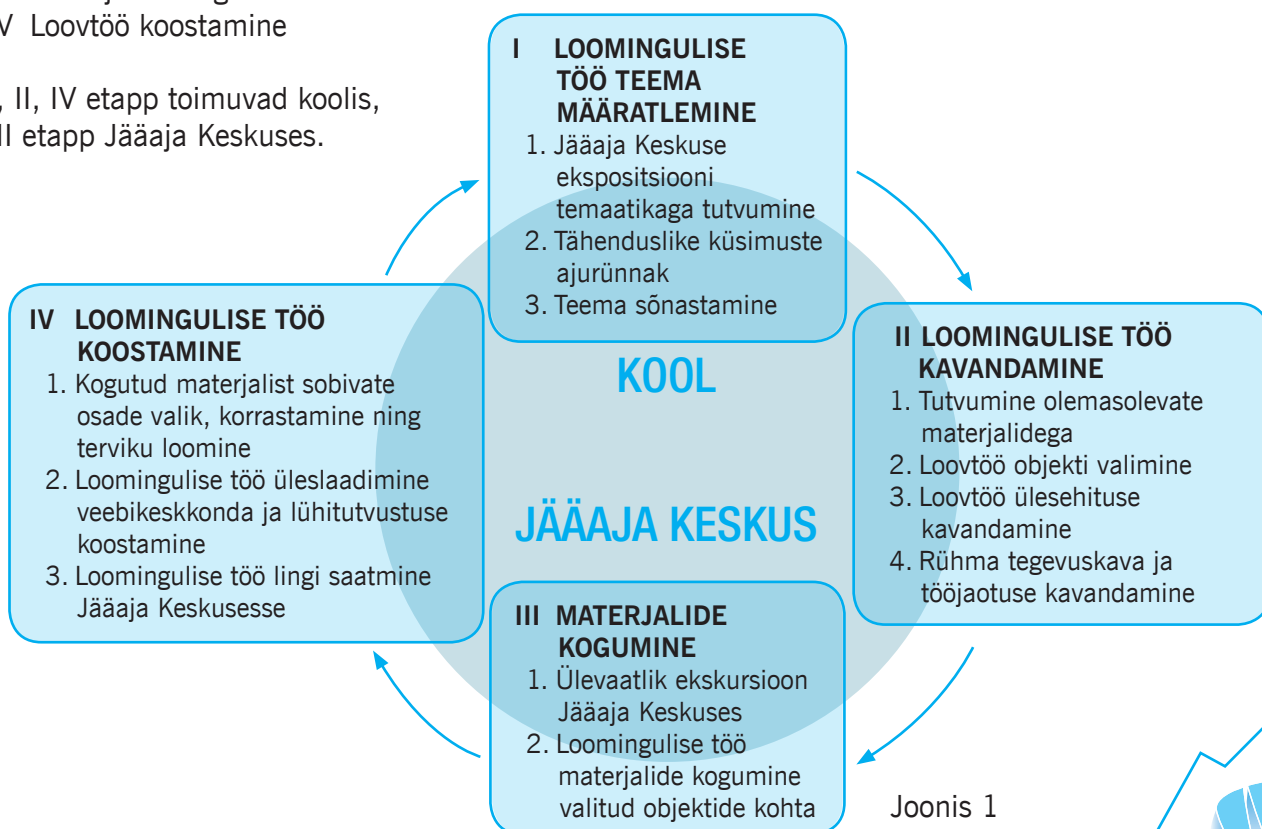 V Loovtöö koostamine
, II, IV etapp toimuvad koolis,
II etapp Jääaja Keskuses.
I LOOMINGULISE
TÖÖ TEEMA
MÄÄRATLEMINE
1. Jääaja Keskuse
ekspositsiooni
temaatikaga tutvumine
2. Tähenduslike küsimuste
ajurünnak
3. Teema sõnastamine
KOOL
II LOOMINGULISE TÖÖ
KAVANDAMINE
1. Tutvumine olemasolevate
materjalidega
2. Loovtöö objekti valimine
3. Loovtöö ülesehituse
kavandamine
4. Rühma tegevuskava ja
tööjaotuse kavandamine
JÄÄAJA KESKUS
III MATERJALIDE
KOGUMINE
1. Ülevaatlik ekskursioon
Jääaja Keskuses
2. Loomingulise töö
materjalide kogumine
valitud objektide kohta
IV LOOMINGULISE TÖÖ
KOOSTAMINE
1. Kogutud materjalist sobivate
osade valik, korrastamine ning
terviku loomine
2. Loomingulise töö üleslaadimine
veebikeskkonda ja lühitutvustuse
koostamine
3. Loomingulise töö lingi saatmine
Jääaja Keskusesse
Joonis 1